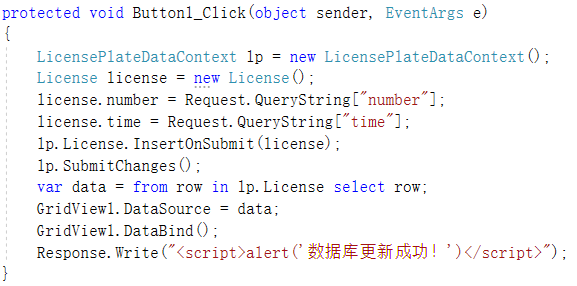 protected void Button1_Click(object sender, EventArgs e)
{
LicensePlateDataContext lp = new LicensePlateDataContext();
License license = new License();
license.number = Request.QueryString["number"];
license.time = Request.QueryString["time"];
lp.License.InsertOnSubmit(license);
lp.SubmitChanges();
var data = from row in lp.License select row;
GridView1.DataSource = data;
GridView1.DataBind();
Response.Write("<script>alert('数据库更新成功！')</script>");
}